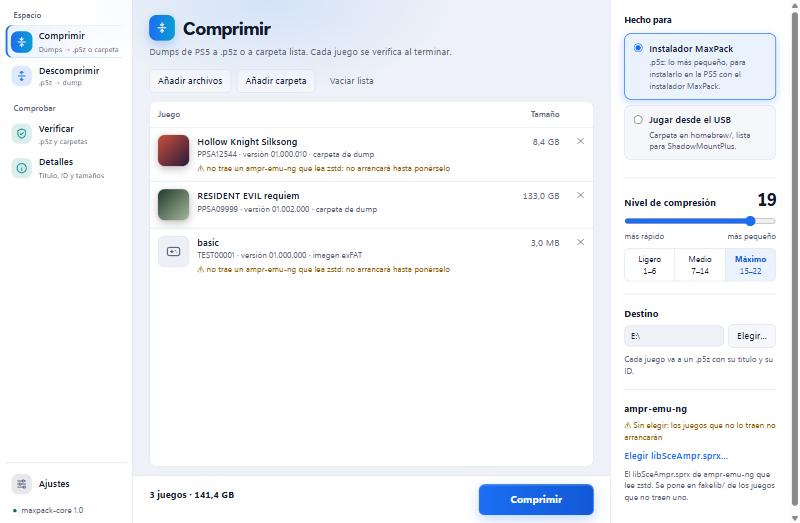 Espacio
Comprimir
Dumps → .p5z o carpeta
Descomprimir
.p5z → dump
Comprobar
Verificar
.p5z y carpetas
Detalles
Título, ID y tamaños
Ajustes
maxpack-core 1.0
Comprimir
Dumps de PS5 a .p5z o a carpeta lista. Cada juego se verifica al terminar.
Añadir archivos
Añadir carpeta
Vaciar lista
Juego
Tamaño
Hollow Knight Silksong
8,4 GB
PPSA12544 · versión 01.000.010 · carpeta de dump
⚠ no trae un ampr-emu-ng que lea zstd: no arrancará hasta ponérselo
RESIDENT EVIL requiem
133,0 GB
PPSA09999 · versión 01.002.000 · carpeta de dump
basic
3,0 MB
TEST00001 · versión 01.000.000 · imagen exFAT
⚠ no trae un ampr-emu-ng que lea zstd: no arrancará hasta ponérselo
3 juegos · 141,4 GB
Comprimir
Hecho para
Instalador MaxPack
.p5z: lo más pequeño, para
instalarlo en la PS5 con el
instalador MaxPack.
Jugar desde el USB
Carpeta en homebrew/, lista
para ShadowMountPlus.
Nivel de compresión
19
más rápido
más pequeño
Ligero
1–6
Medio
7–14
Máximo
15–22
Destino
E:\
Elegir...
Cada juego va a un .p5z con su título y su
ID.
ampr-emu-ng
⚠ Sin elegir: los juegos que no lo traen no
arrancarán
Elegir libSceAmpr.sprx...
El libSceAmpr.sprx de ampr-emu-ng que
lee zstd. Se pone en fakelib/ de los juegos
que no traen uno.